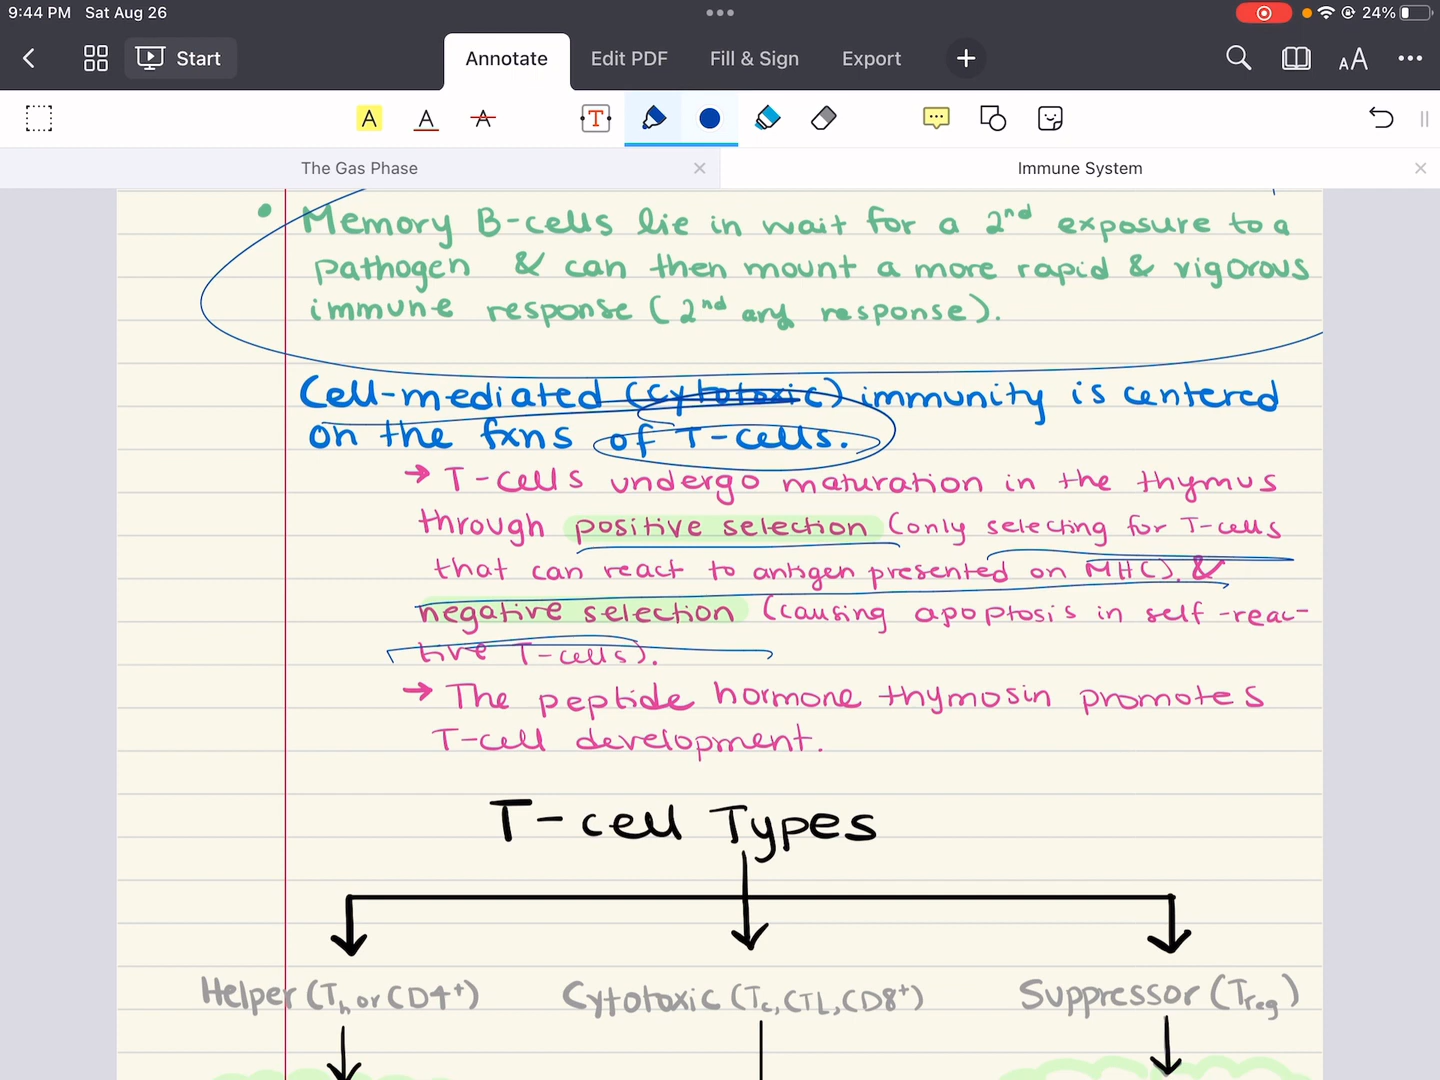 9:44 PM Sat Aug 26
24%
Start
Annotate
Edit PDF
Fill & Sign
Export
The Gas Phase
Immune System
• Memory B-cells lie in wait for a 2nd exposure to a
pathogen & can then mount a more rapid & vigorous
immune response (2nd ary response).
Cell-mediated (cytotoxic) immunity is centered
on the fxns of T-cells.
→ T-cells undergo maturation in the thymus
through positive selection (only selecting for T-cells
that can react to antigen presented on MHC). &
negative selection (causing apoptosis in self-reac-
tive T-cells).
→ The peptide hormone thymosin promotes
T-cell development.
T-cell Types
Helper (Th or CD4+)
Cytotoxic (Tc, CTL, CD8+)
Suppressor (Treg)